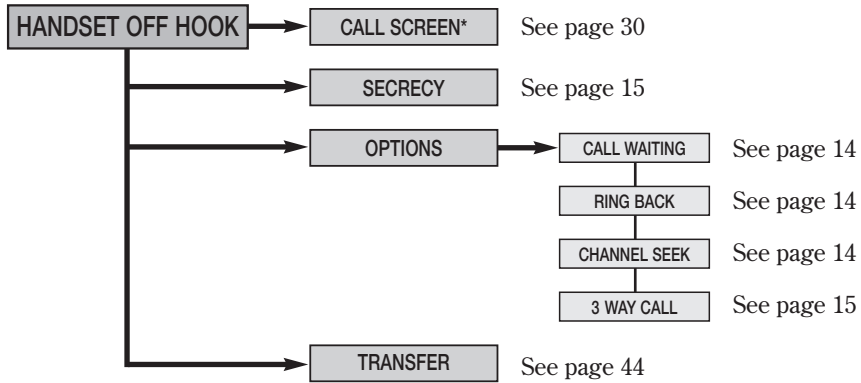 HANDSET OFF HOOK
CALL SCREEN*
See page 30
SECRECY
See page 15
OPTIONS
CALL WAITING
See page 14
RING BACK
See page 14
CHANNEL SEEK
See page 14
3 WAY CALL
See page 15
TRANSFER
See page 44